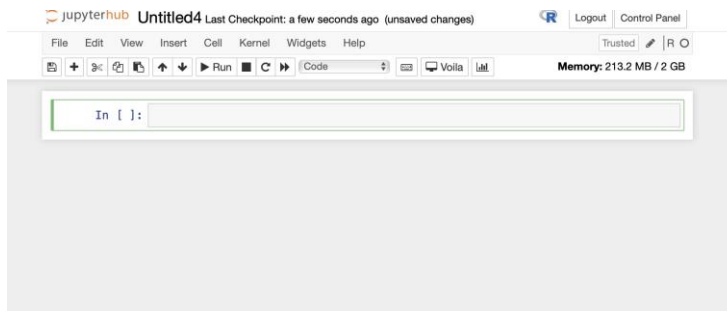 jupyterhub Untitled4 Last Checkpoint: a few seconds ago (unsaved changes) R Logout Control Panel
File Edit View Insert Cell Kernel Widgets Help Trusted R
Run Code Voila Memory: 213.2 MB / 2 GB
In [ ]: